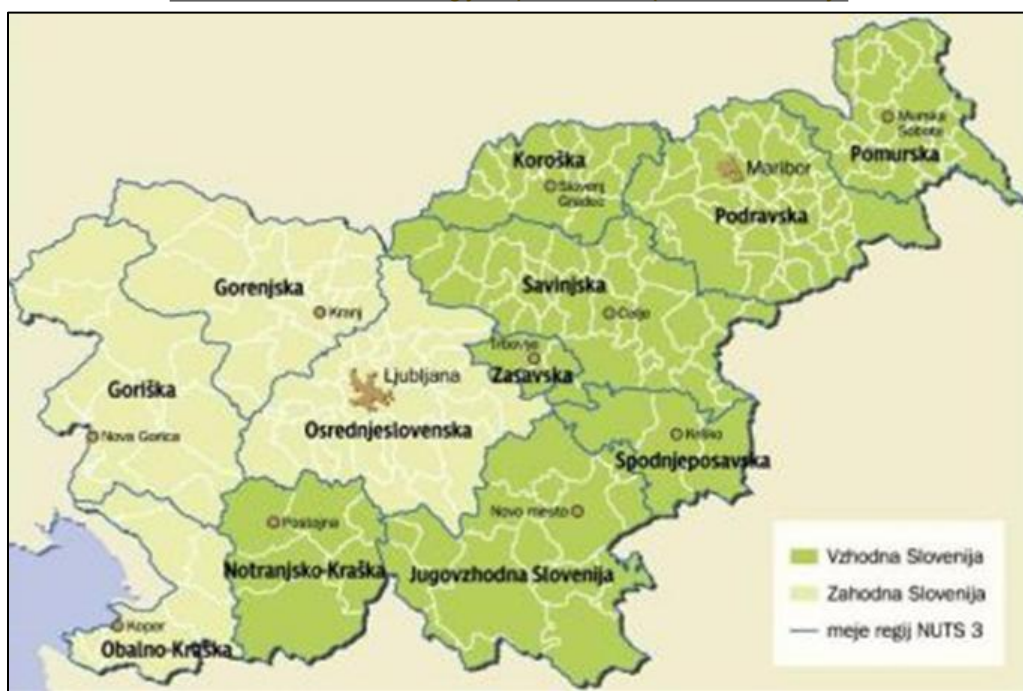 Murska
Sobota
Pomurska
Koroška
Slovenj
Gradec
Maribor
Podravska
Gorenjska
Kranj
Savinjska
Celje
Trbovlje
Zasavska
Ljubljana
Goriška
Nova Gorica
Osrednjeslovenska
Krško
Spodnjeposavska
Postojna
Novo mesto
Notranjsko-Kraška
Jugovzhodna Slovenija
Koper
Obalno-Kraška
Vzhodna Slovenija
Zahodna Slovenija
meje regij NUTS 3